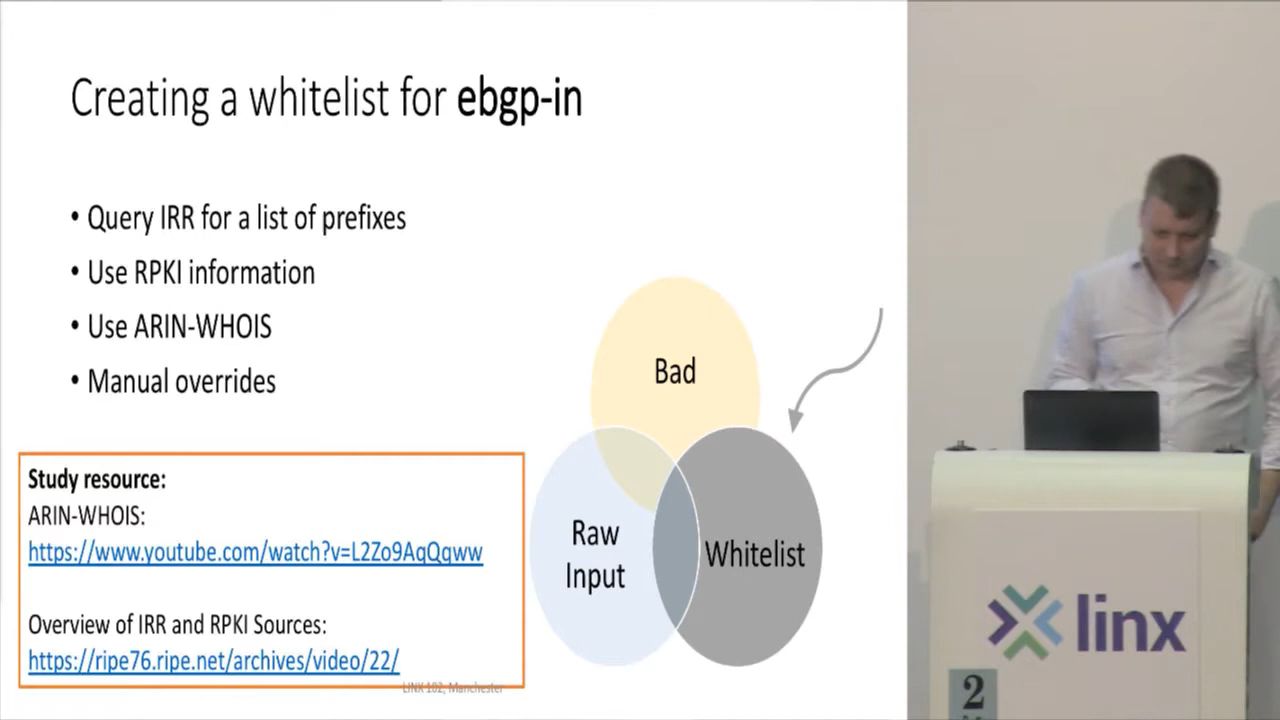 Creating a whitelist for ebgp-in
• Query IRR for a list of prefixes
• Use RPKI information
• Use ARIN-WHOIS
• Manual overrides
Study resource:
ARIN-WHOIS:
https://www.youtube.com/watch?v=L2Zo9AqQqww
Overview of IRR and RPKI Sources:
https://ripe76.ripe.net/archives/video/22/
LINX 102, Manchester
Bad
Raw
Input
Whitelist
linx
2